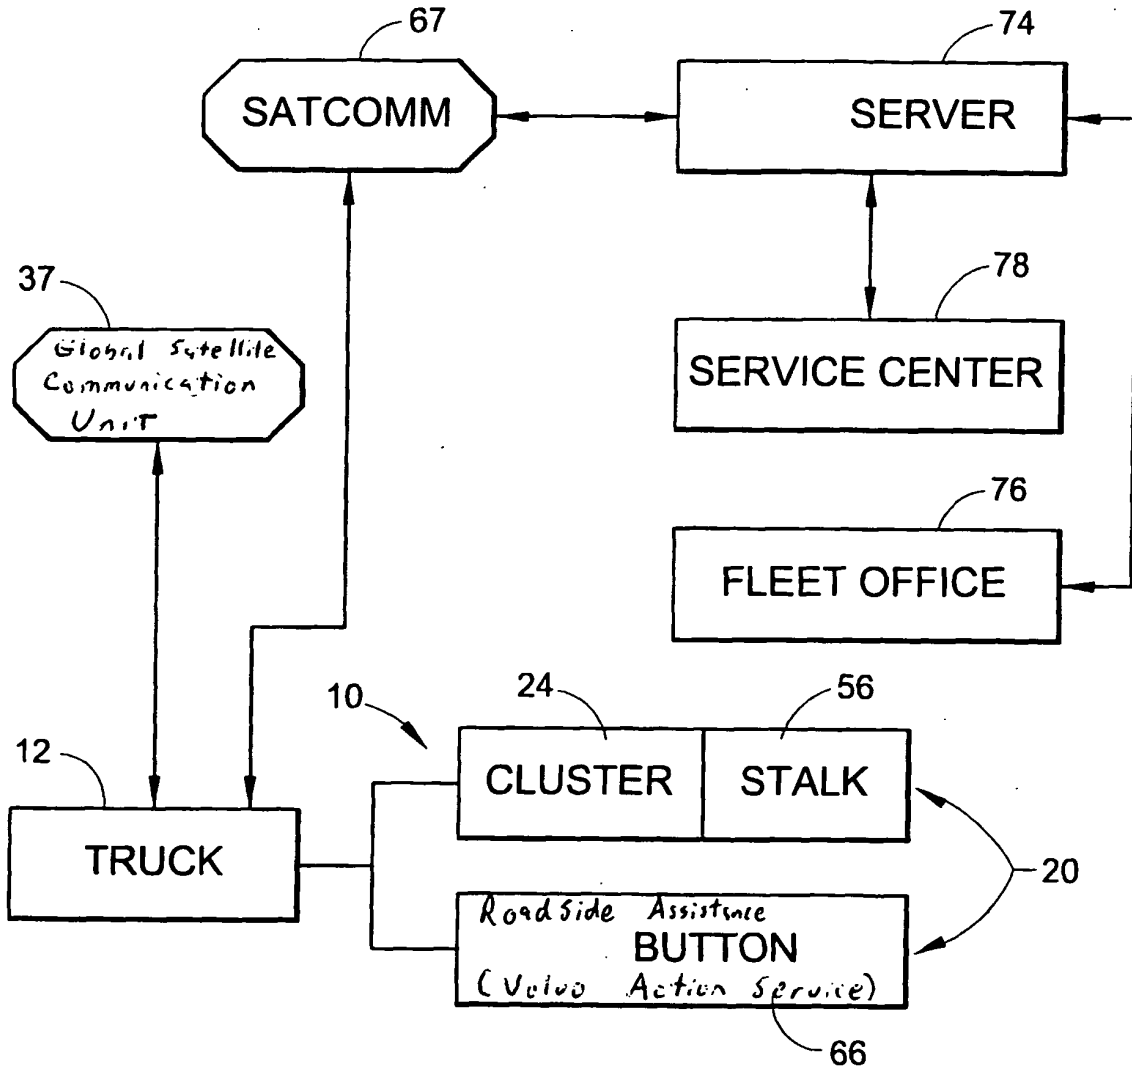 67
74
SATCOMM
SERVER
37
78
Global Satellite
Communication
Unit
SERVICE CENTER
76
FLEET OFFICE
10
24
56
12
CLUSTER
STALK
TRUCK
20
RoadSide Assistance
BUTTON
(Volvo Action Service)
66